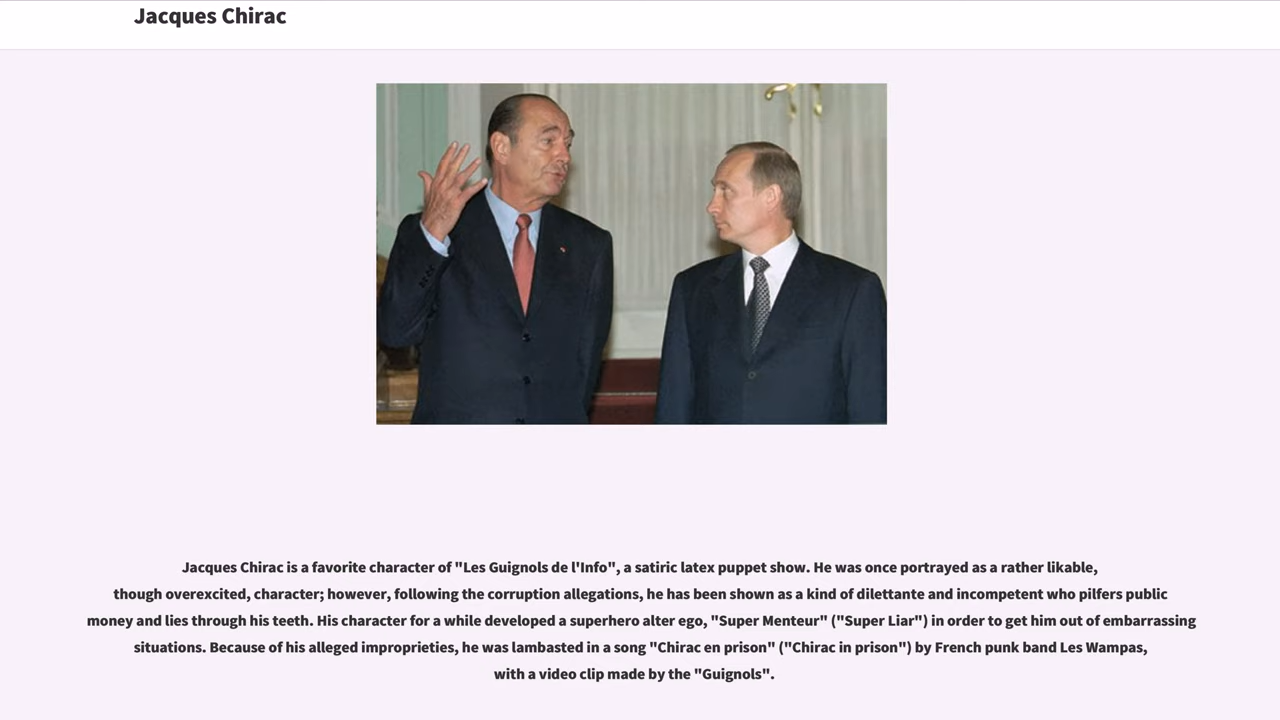 Jacques Chirac
Jacques Chirac is a favorite character of "Les Guignols de l'Info", a satiric latex puppet show. He was once portrayed as a rather likable,
though overexcited, character; however, following the corruption allegations, he has been shown as a kind of dilettante and incompetent who pilfers public
money and lies through his teeth. His character for a while developed a superhero alter ego, "Super Menteur" ("Super Liar") in order to get him out of embarrassing
situations. Because of his alleged improprieties, he was lambasted in a song "Chirac en prison" ("Chirac in prison") by French punk band Les Wampas,
with a video clip made by the "Guignols".